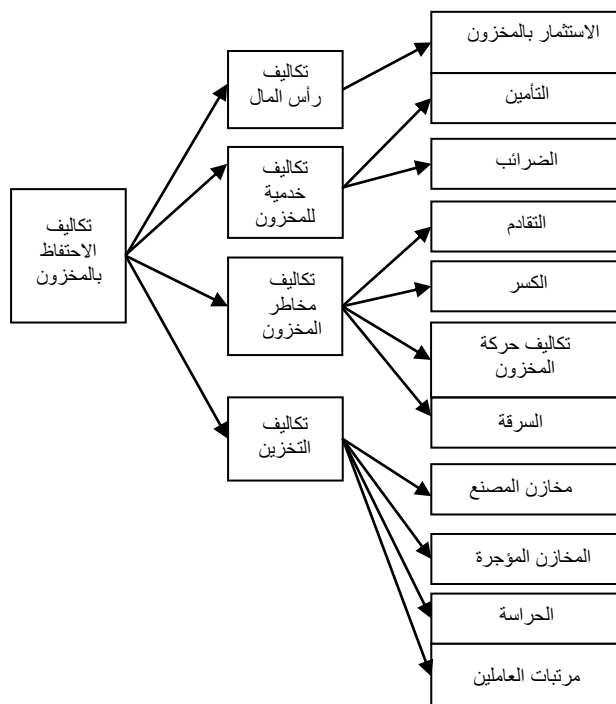 تكاليف
الاحتفاظ
بالمخزون
تكاليف
رأس المال
تكاليف
خدمية
للمخزون
تكاليف
مخاطر
المخزون
تكاليف
التخزين
الاستثمار بالمخزون
التأمين
الضرائب
التقادم
الكسر
تكاليف حركة
المخزون
السرقة
مخازن المصنع
المخازن المؤجرة
الحراسة
مرتبات العاملين